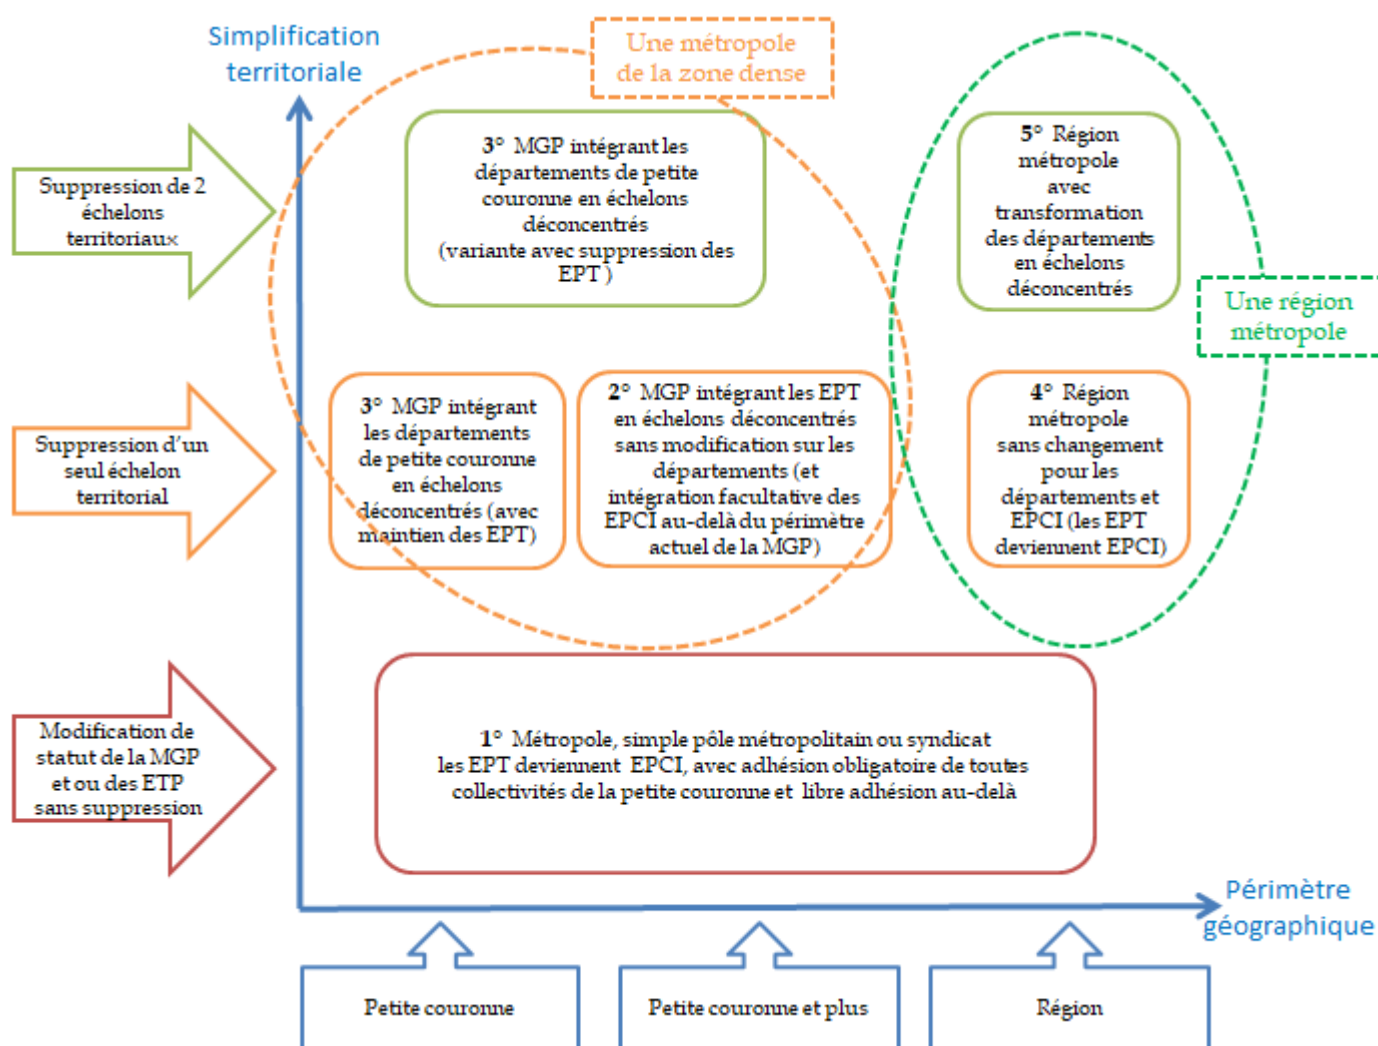 Simplification
territoriale
Une métropole
de la zone dense
Suppression de 2
échelons
territoriaux
3° MGP intégrant les
départements de petite
couronne en échelons
déconcentrés
(variante avec suppression des
EPT )
5° Région
métropole
avec
transformation
des départements
en échelons
déconcentrés
Une région
métropole
Suppression d'un
seul échelon
territorial
3° MGP intégrant
les départements
de petite couronne
en échelons
déconcentrés (avec
maintien des EPT)
2° MGP intégrant les EPT
en échelons déconcentrés
sans modification sur les
départements (et
intégration facultative des
EPCI au-delà du périmètre
actuel de la MGP)
4° Région
métropole
sans changement
pour les
départements et
EPCI (les EPT
deviennent EPCI)
Modification de
statut de la MGP
et ou des ETP
sans suppression
1° Métropole, simple pôle métropolitain ou syndicat
les EPT deviennent EPCI, avec adhésion obligatoire de toutes
collectivités de la petite couronne et libre adhésion au-delà
Périmètre
géographique
Petite couronne
Petite couronne et plus
Région